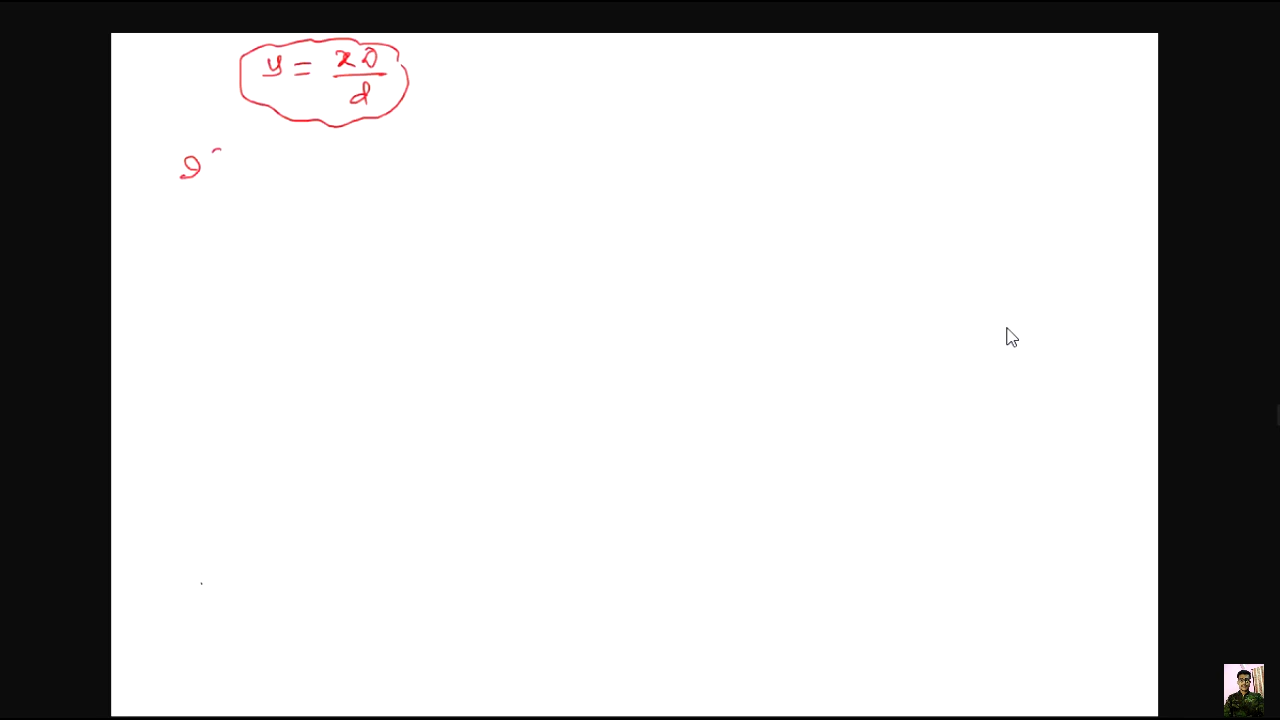 y = xD/d